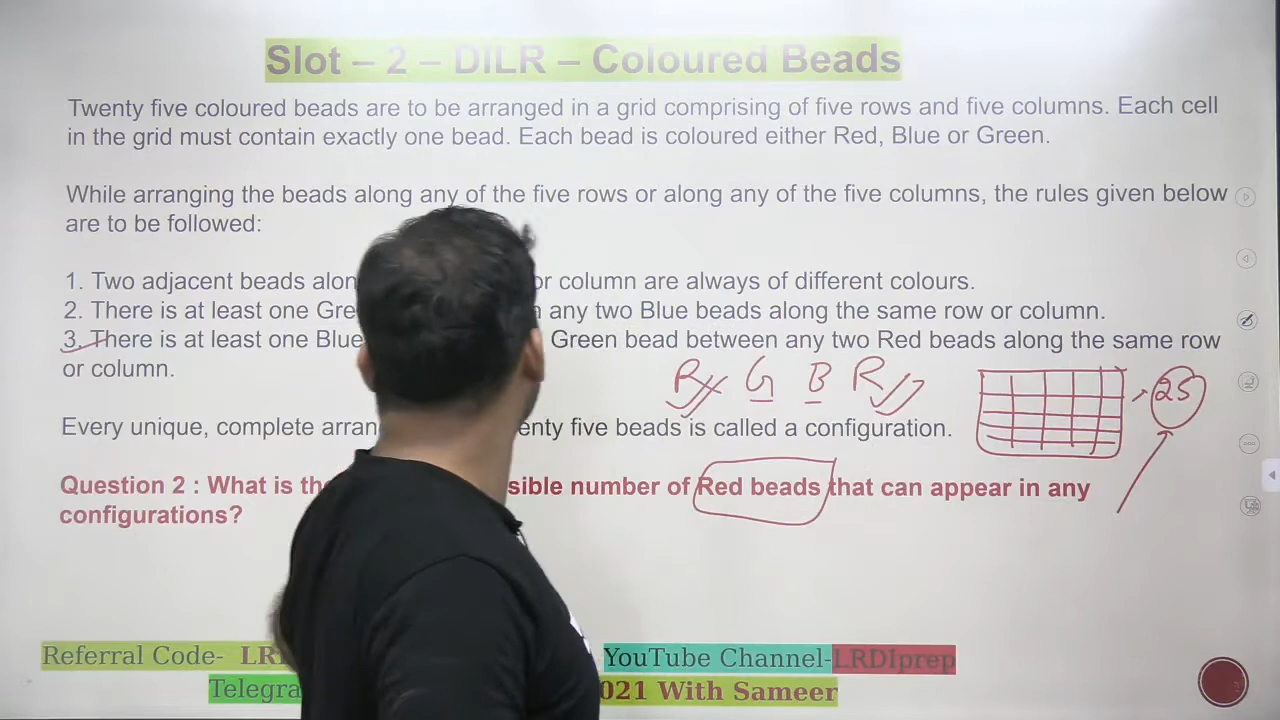 Slot – 2 – DILR – Coloured Beads
Twenty five coloured beads are to be arranged in a grid comprising of five rows and five columns. Each cell
in the grid must contain exactly one bead. Each bead is coloured either Red, Blue or Green.
While arranging the beads along any of the five rows or along any of the five columns, the rules given below
are to be followed:
1. Two adjacent beads or column are always of different colours.
2. There is at least one any two Blue beads along the same row or column.
3. There is at least one Blue Green bead between any two Red beads along the same row
or column.
R G B R
25
Every unique, complete enty five beads is called a configuration.
Question 2 : What is sible number of Red beads that can appear in any
configurations?
Referral Code- YouTube Channel-LRDIprep
021 With Sameer